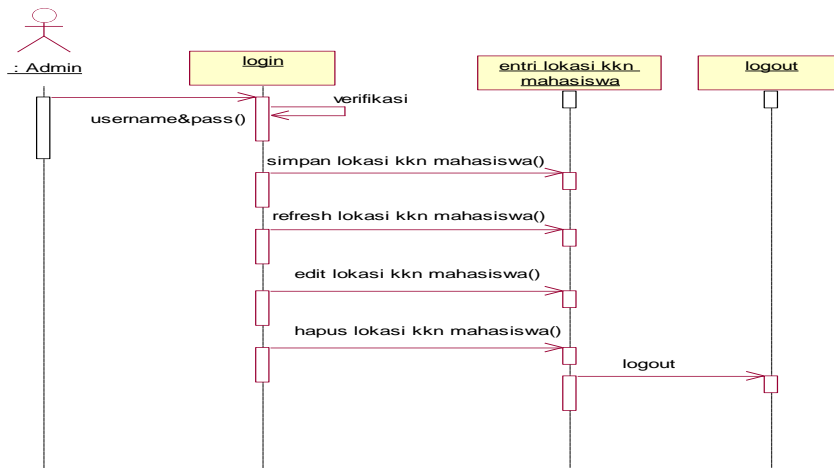 : Admin
login
entri lokasi kkn
mahasiswa
logout
verifikasi
username&pass()
simpan lokasi kkn mahasiswa()
refresh lokasi kkn mahasiswa()
edit lokasi kkn mahasiswa()
hapus lokasi kkn mahasiswa()
logout